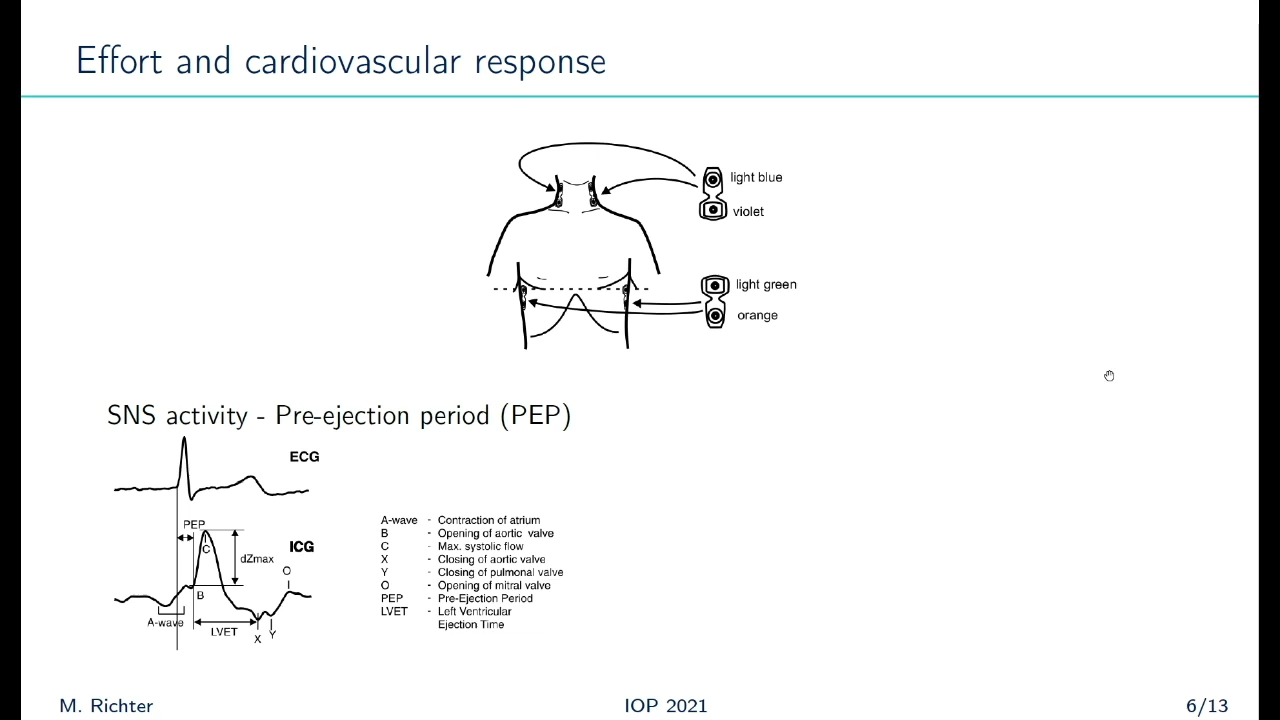 Effort and cardiovascular response
light blue
violet
light green
orange
SNS activity - Pre-ejection period (PEP)
ECG
PEP
C
ICG
dZmax
O
B
A-wave
LVET
X
Y
A-wave - Contraction of atrium
B - Opening of aortic valve
C - Max. systolic flow
X - Closing of aortic valve
Y - Closing of pulmonal valve
O - Opening of mitral valve
PEP - Pre-Ejection Period
LVET - Left Ventricular
Ejection Time
M. Richter
IOP 2021
6/13